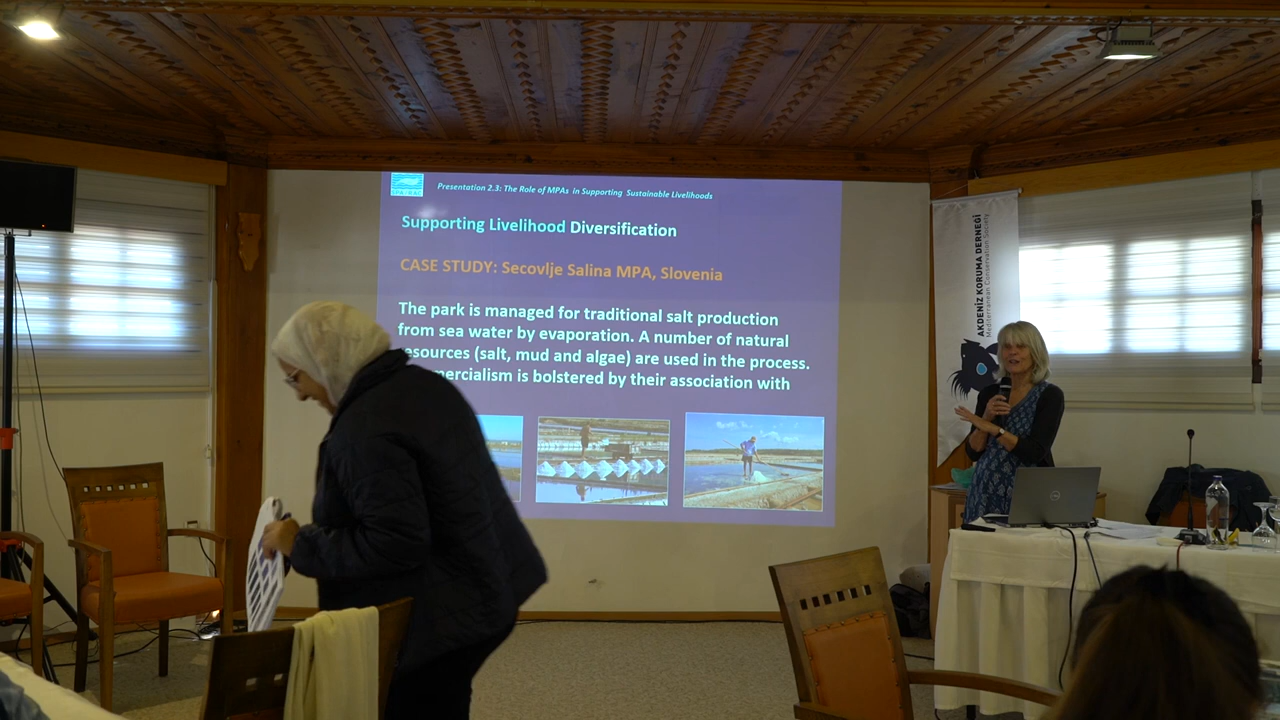 SPA/RAC
Presentation 2.3: The Role of MPAs in Supporting Sustainable Livelihoods
Supporting Livelihood Diversification
CASE STUDY: Secovlje Salina MPA, Slovenia
The park is managed for traditional salt production
from sea water by evaporation. A number of natural
resources (salt, mud and algae) are used in the process.
mercialism is bolstered by their association with
AKDENİZ KORUMA DERNEĞİ
Mediterranean Conservation Society
DELL